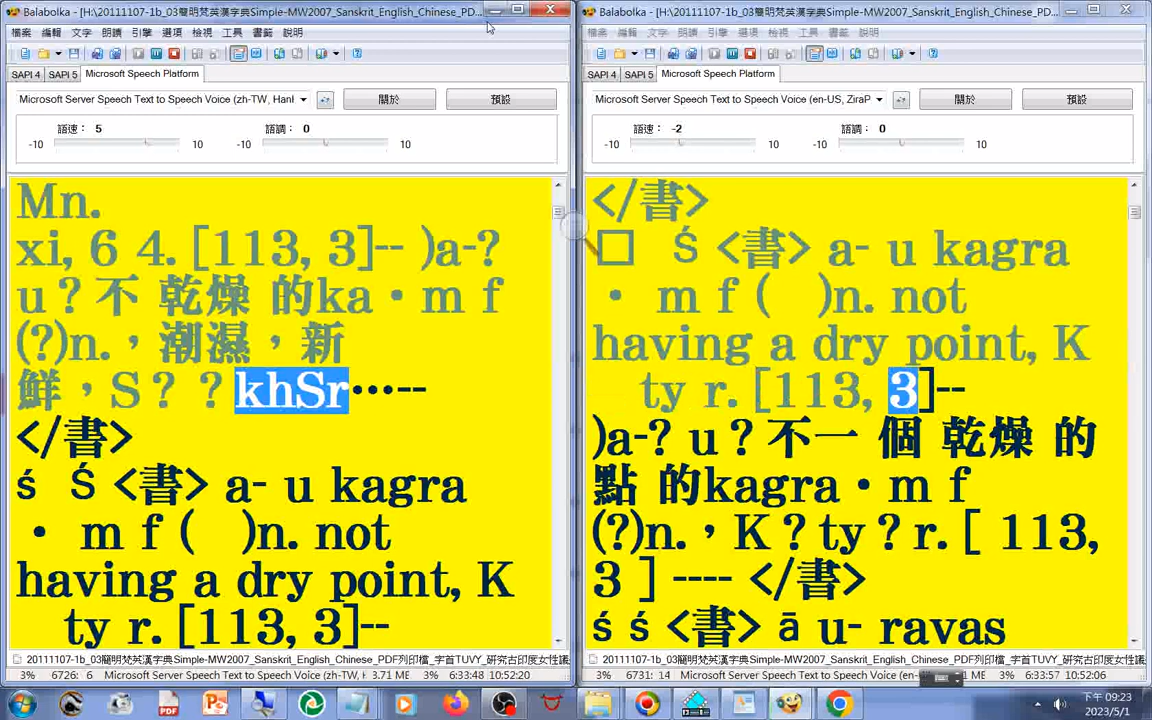 Balabolka - [H:\20111107-1b_03簡明梵英漢字典Simple-MW2007_Sanskrit_English_Chinese_PD...
檔案 編輯 文字 朗讀 引擎 選項 檢視 工具 書籤 說明
SAPI 4 SAPI 5 Microsoft Speech Platform
Microsoft Server Speech Text to Speech Voice (zh-TW, Hanl 關於 預設
語速： 5 語調： 0
-10 10 -10 10
Mn.
xi, 6 4. [113, 3]-- )a-?
u？不 乾燥 的ka・m f
(?)n.，潮濕，新
鮮，S？？khSr…--
</書>
ś Ś <書> a- u kagra
・ m f ( )n. not
having a dry point, K
ty r. [113, 3]--
20111107-1b_03簡明梵英漢字典Simple-MW2007_Sanskrit_English_Chinese_PDF列印檔_字首TUVY_研究古印度女性議
3% 6726: 6 Microsoft Server Speech Text to Speech Voice (zh-TW, 3.71 MB 3% 6:33:48 10:52:20
Balabolka - [H:\20111107-1b_03簡明梵英漢字典Simple-MW2007_Sanskrit_English_Chinese_PD...
檔案 編輯 文字 朗讀 引擎 選項 檢視 工具 書籤 說明
SAPI 4 SAPI 5 Microsoft Speech Platform
Microsoft Server Speech Text to Speech Voice (en-US, ZiraP 關於 預設
語速： -2 語調： 0
-10 10 -10 10
</書>
□ Ś <書> a- u kagra
・ m f ( )n. not
having a dry point, K
ty r. [113, 3]--
)a-? u？不一 個 乾燥 的
點 的kagra・m f
(?)n.，K？ty？r. [ 113,
3 ] ---- </書>
ś ś <書> ā u- ravas
20111107-1b_03簡明梵英漢字典Simple-MW2007_Sanskrit_English_Chinese_PDF列印檔_字首TUVY_研究古印度女性議
3% 6731: 14 Microsoft Server Speech Text to Speech Voice (en-US, 3% 6:33:57 10:52:06
下午 09:23
2023/5/1